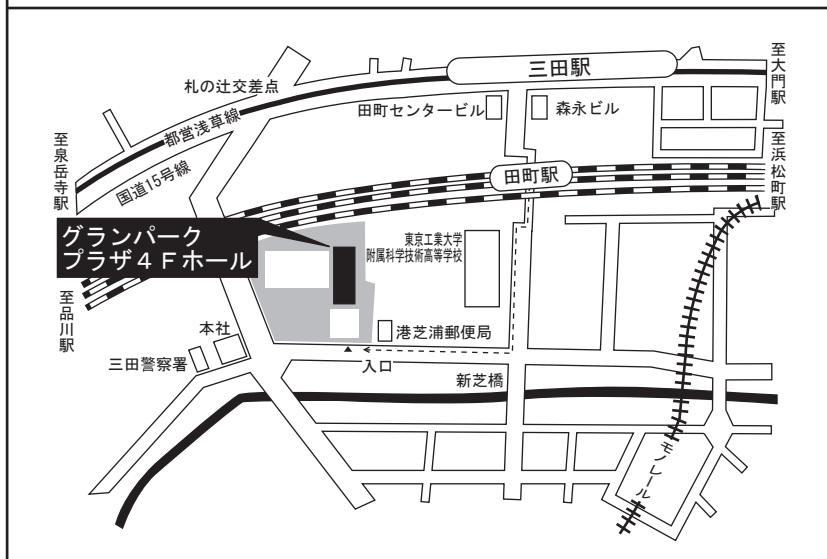 三田駅
至大門駅
札の辻交差点
田町センタービル
森永ビル
都営浅草線
至泉岳寺駅
国道15号線
至浜松町駅
田町駅
グランパーク
プラザ4Fホール
東京工業大学
附属科学技術高等学校
至品川駅
本社
港芝浦郵便局
三田警察署
入口
新芝橋
モノレール